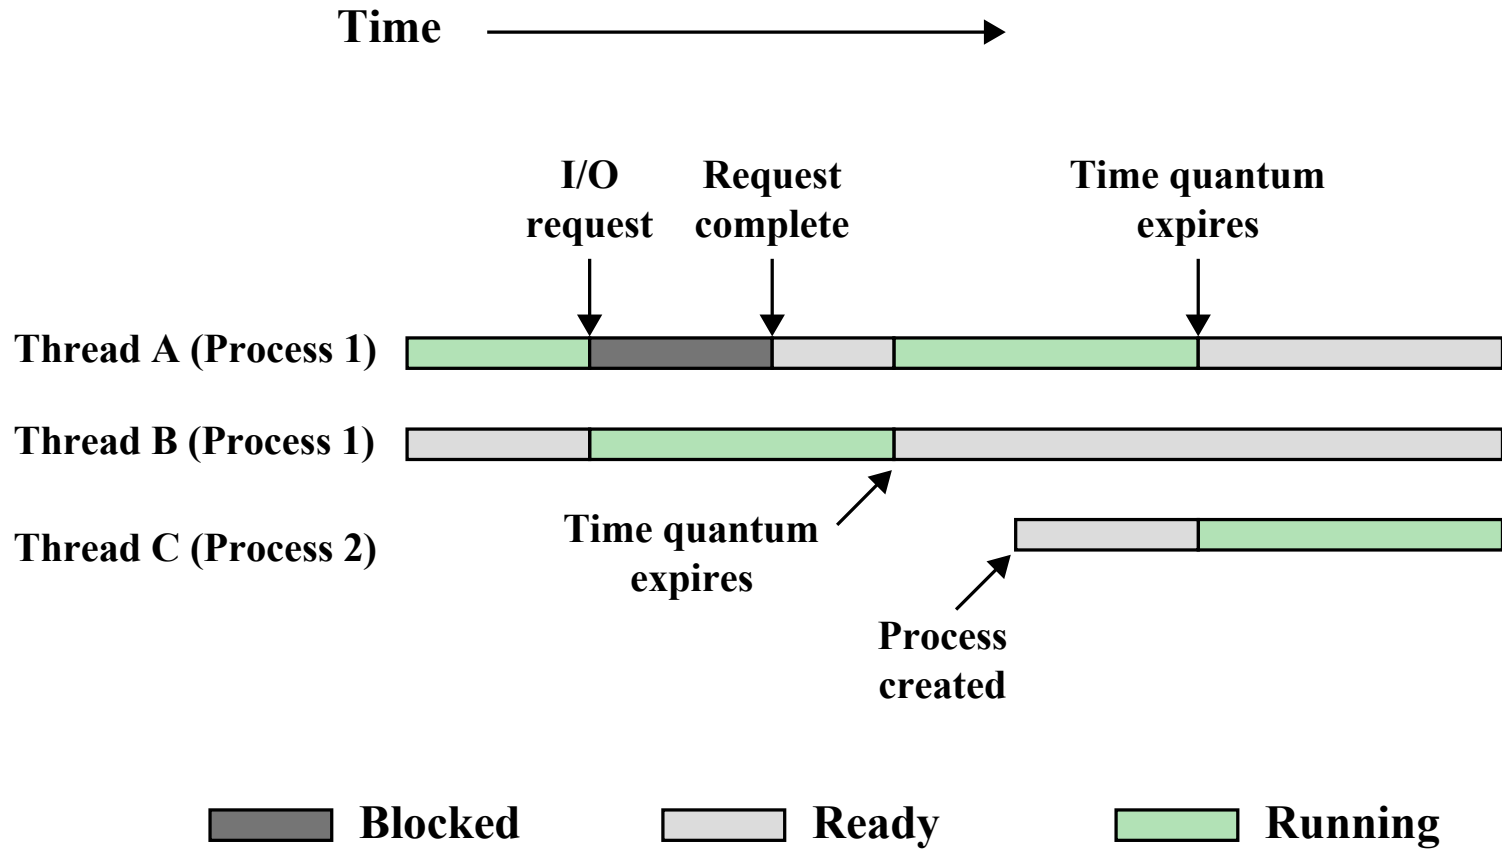 Time
I/O
request
Request
complete
Time quantum
expires
Thread A (Process 1)
Thread B (Process 1)
Thread C (Process 2)
Time quantum
expires
Process
created
Blocked
Ready
Running